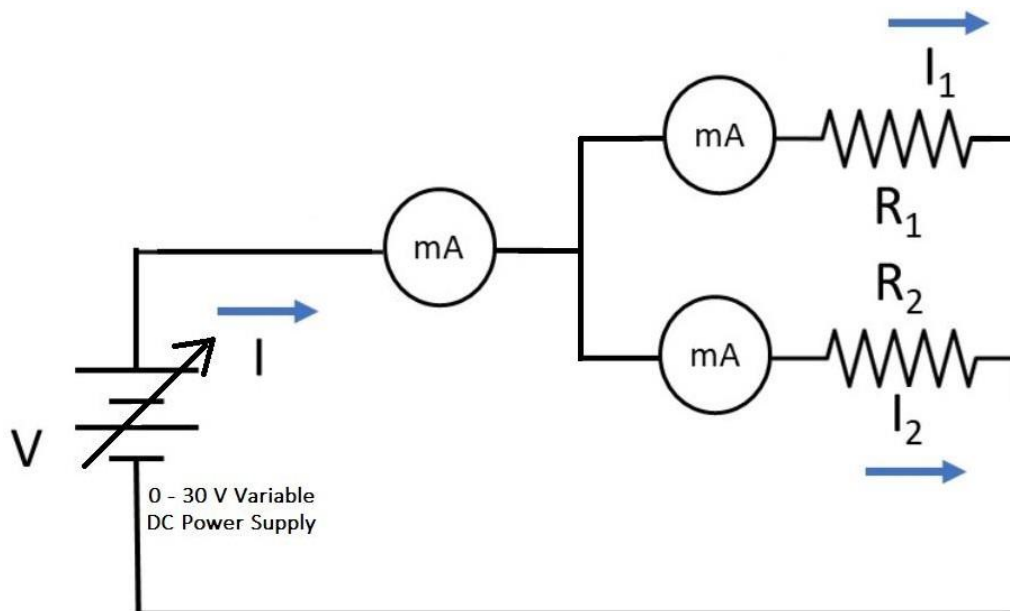 I₁
mA
R₁
mA
R₂
I
mA
I₂
V
0 - 30 V Variable
DC Power Supply